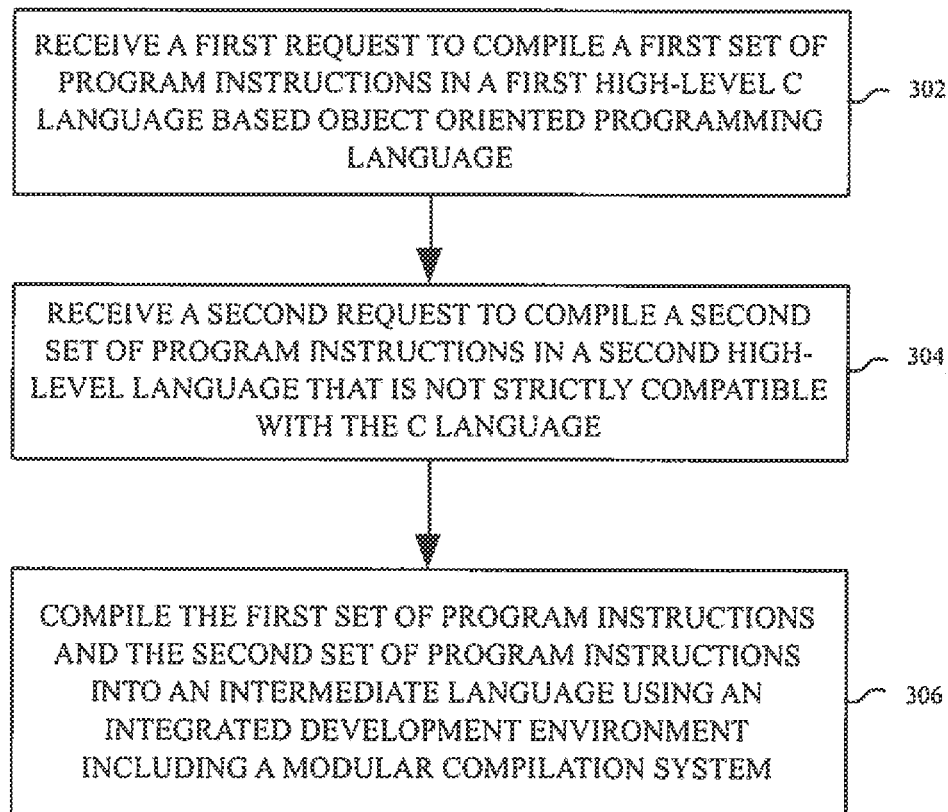 RECEIVE A FIRST REQUEST TO COMPILE A FIRST SET OF
PROGRAM INSTRUCTIONS IN A FIRST HIGH-LEVEL C
LANGUAGE BASED OBJECT ORIENTED PROGRAMMING
LANGUAGE
302
RECEIVE A SECOND REQUEST TO COMPILE A SECOND
SET OF PROGRAM INSTRUCTIONS IN A SECOND HIGH-
LEVEL LANGUAGE THAT IS NOT STRICTLY COMPATIBLE
WITH THE C LANGUAGE
304
COMPILE THE FIRST SET OF PROGRAM INSTRUCTIONS
AND THE SECOND SET OF PROGRAM INSTRUCTIONS
INTO AN INTERMEDIATE LANGUAGE USING AN
INTEGRATED DEVELOPMENT ENVIRONMENT
INCLUDING A MODULAR COMPILATION SYSTEM
306